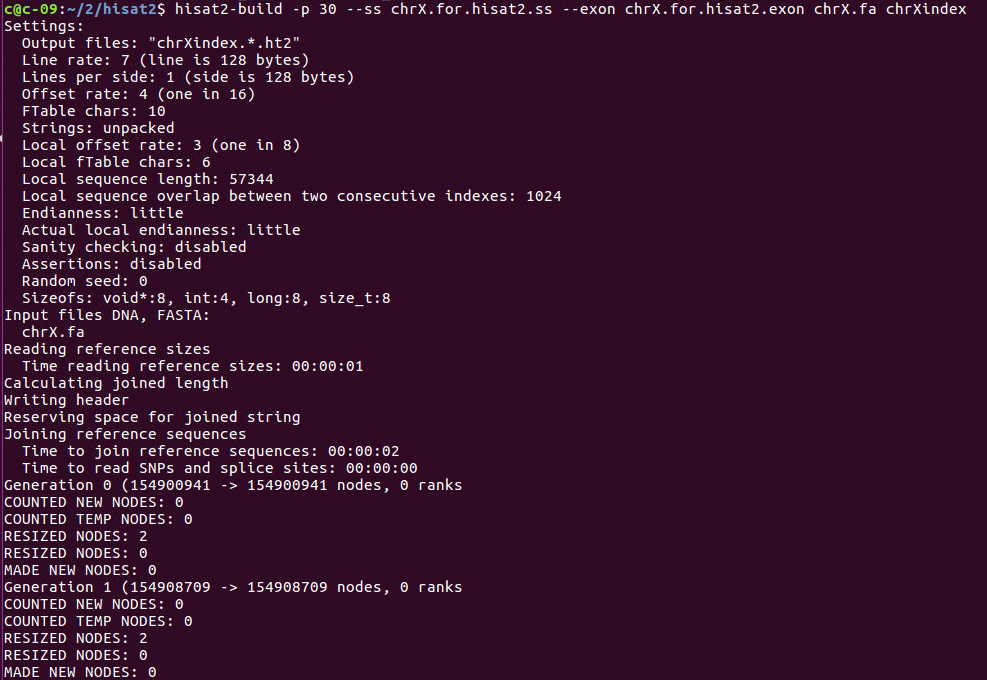 c@c-09:~/2/hisat2$ hisat2-build -p 30 --ss chrX.for.hisat2.ss --exon chrX.for.hisat2.exon chrX.fa chrXindex
Settings:
  Output files: "chrXindex.*.ht2"
  Line rate: 7 (line is 128 bytes)
  Lines per side: 1 (side is 128 bytes)
  Offset rate: 4 (one in 16)
  FTable chars: 10
  Strings: unpacked
  Local offset rate: 3 (one in 8)
  Local fTable chars: 6
  Local sequence length: 57344
  Local sequence overlap between two consecutive indexes: 1024
  Endianness: little
  Actual local endianness: little
  Sanity checking: disabled
  Assertions: disabled
  Random seed: 0
  Sizeofs: void*:8, int:4, long:8, size_t:8
Input files DNA, FASTA:
  chrX.fa
Reading reference sizes
  Time reading reference sizes: 00:00:01
Calculating joined length
Writing header
Reserving space for joined string
Joining reference sequences
  Time to join reference sequences: 00:00:02
  Time to read SNPs and splice sites: 00:00:00
Generation 0 (154900941 -> 154900941 nodes, 0 ranks
COUNTED NEW NODES: 0
COUNTED TEMP NODES: 0
RESIZED NODES: 2
RESIZED NODES: 0
MADE NEW NODES: 0
Generation 1 (154908709 -> 154908709 nodes, 0 ranks
COUNTED NEW NODES: 0
COUNTED TEMP NODES: 0
RESIZED NODES: 2
RESIZED NODES: 0
MADE NEW NODES: 0